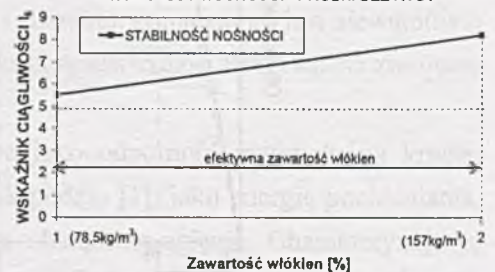 9
8
7
6
5
4
3
2
1
0
STABILNOŚĆ NOŚNOŚCI
WSKAŹNIK CIĄGLIWOŚCI I
efektywna zawartość włókien
1 (78,5kg/m³) (157kg/m³) 2
Zawartość włókien [%]